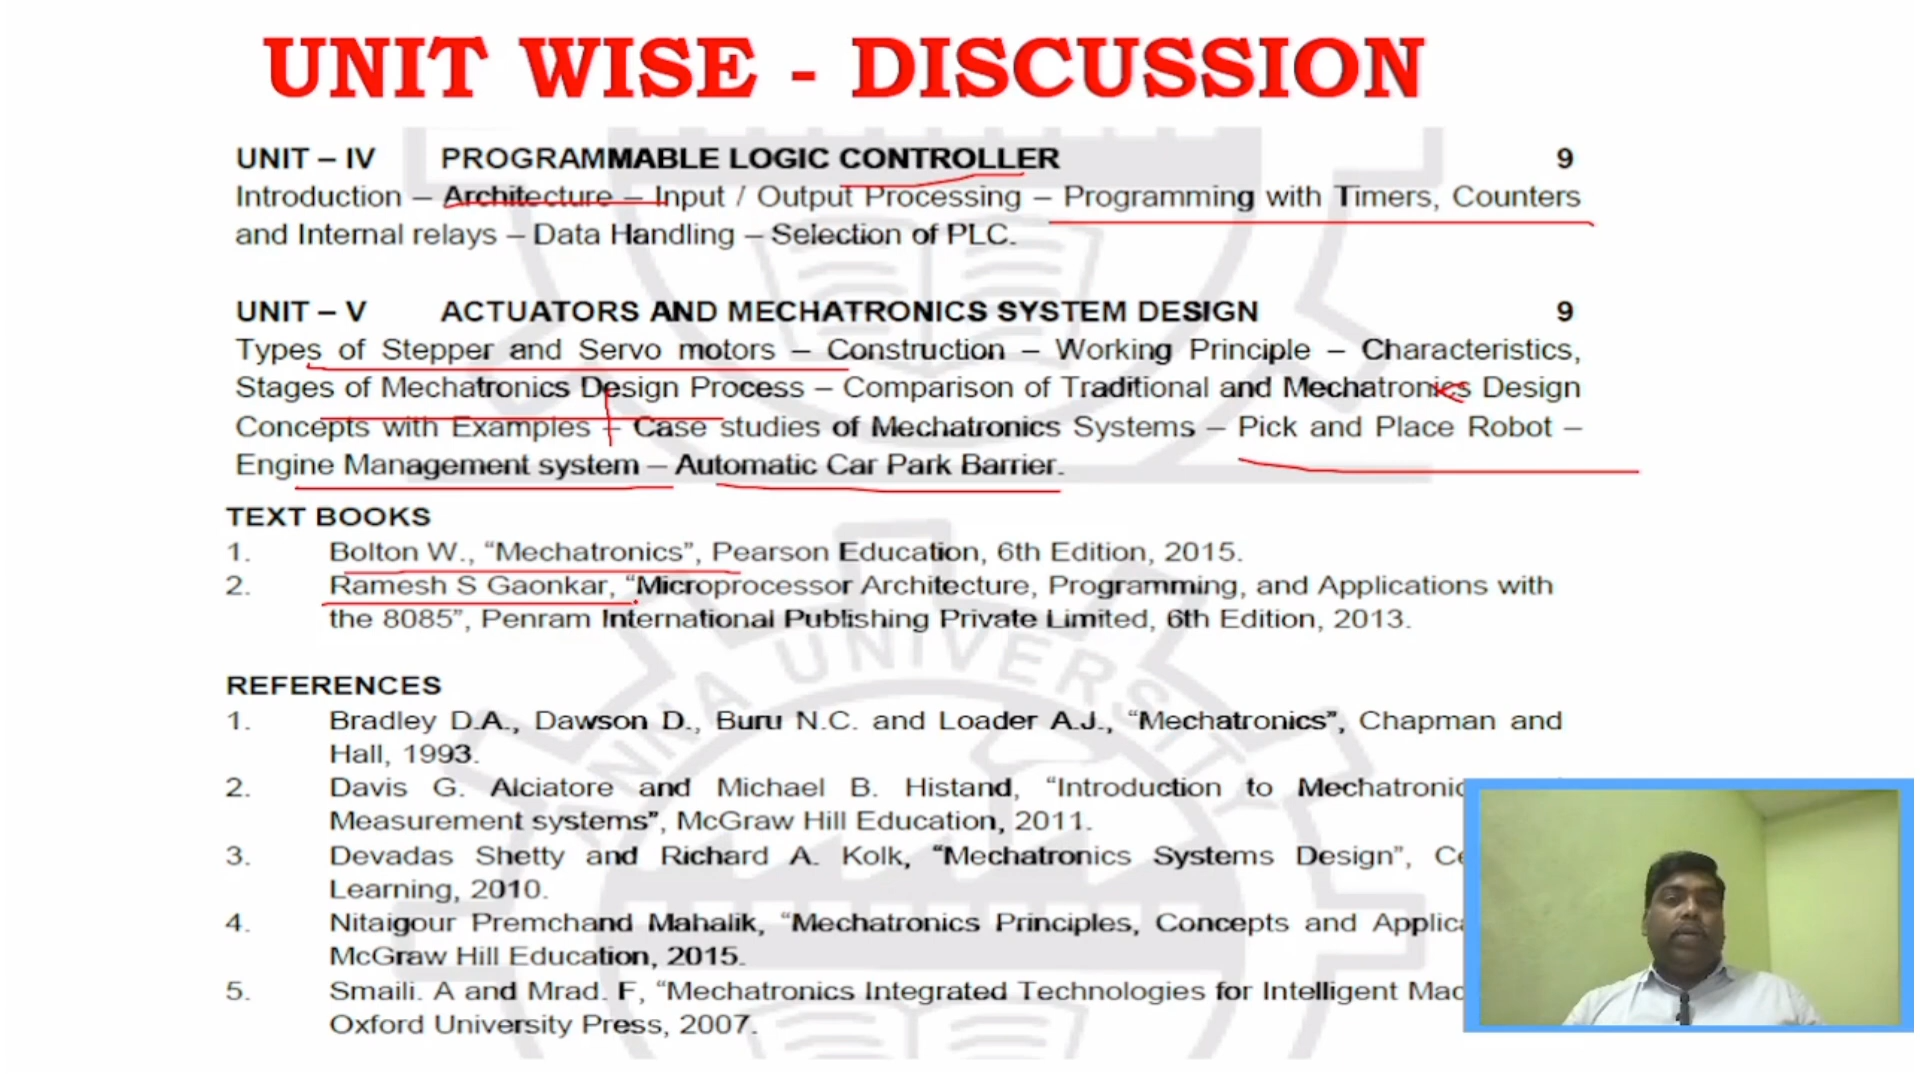 UNIT WISE - DISCUSSION
UNIT – IV PROGRAMMABLE LOGIC CONTROLLER 9
Introduction – Architecture – Input / Output Processing – Programming with Timers, Counters
and Internal relays – Data Handling – Selection of PLC.
UNIT – V ACTUATORS AND MECHATRONICS SYSTEM DESIGN 9
Types of Stepper and Servo motors – Construction – Working Principle – Characteristics,
Stages of Mechatronics Design Process – Comparison of Traditional and Mechatronics Design
Concepts with Examples – Case studies of Mechatronics Systems – Pick and Place Robot –
Engine Management system – Automatic Car Park Barrier.
TEXT BOOKS
1. Bolton W., “Mechatronics”, Pearson Education, 6th Edition, 2015.
2. Ramesh S Gaonkar, “Microprocessor Architecture, Programming, and Applications with
the 8085”, Penram International Publishing Private Limited, 6th Edition, 2013.
NNA UNIVERSITY
REFERENCES
1. Bradley D.A., Dawson D., Buru N.C. and Loader A.J., “Mechatronics”, Chapman and
Hall, 1993.
2. Davis G. Alciatore and Michael B. Histand, “Introduction to Mechatronic
Measurement systems”, McGraw Hill Education, 2011.
3. Devadas Shetty and Richard A. Kolk, “Mechatronics Systems Design”, Ce
Learning, 2010.
4. Nitaigour Premchand Mahalik, “Mechatronics Principles, Concepts and Applica
McGraw Hill Education, 2015.
5. Smaili. A and Mrad. F, “Mechatronics Integrated Technologies for Intelligent Mac
Oxford University Press, 2007.